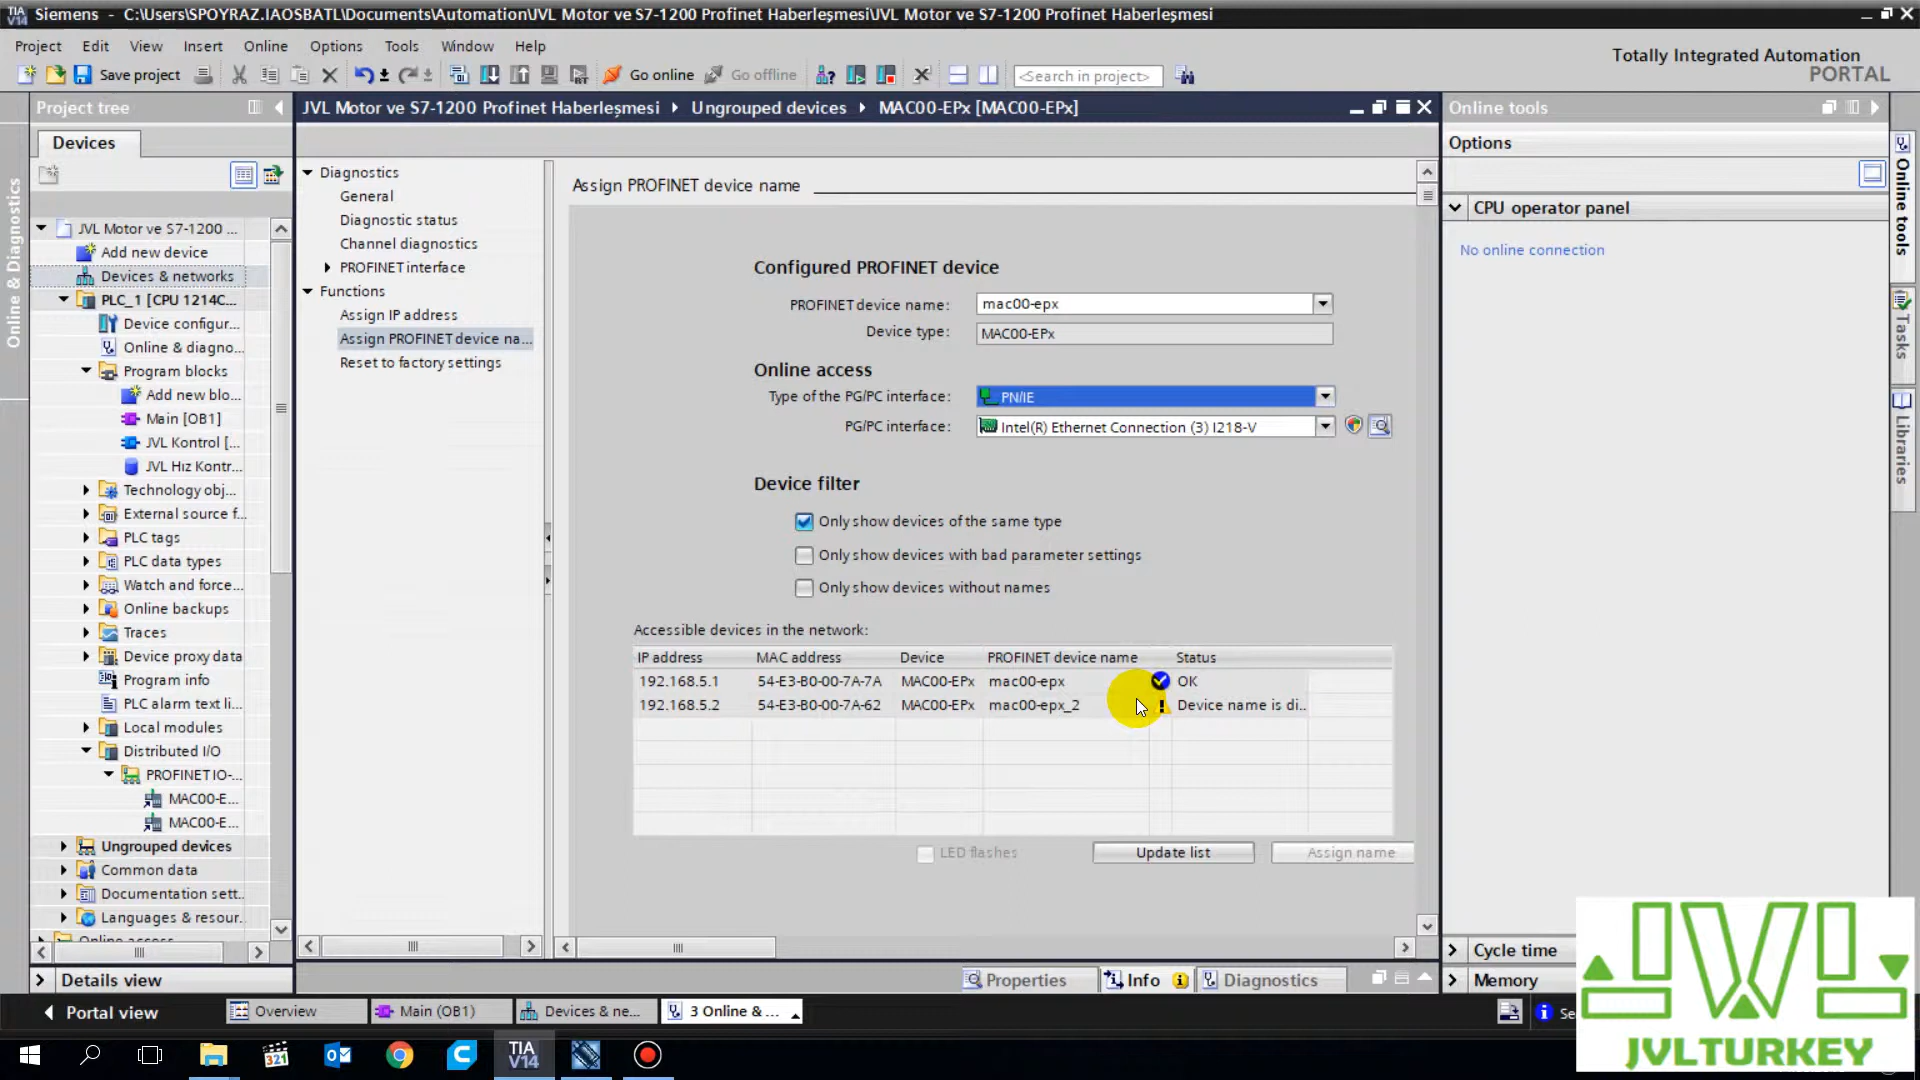 TIA
V14
Siemens - C:\Users\SPOYRAZ.IAOSBATL\Documents\Automation\JVL Motor ve S7-1200 Profinet Haberleşmesi\JVL Motor ve S7-1200 Profinet Haberleşmesi
Project Edit View Insert Online Options Tools Window Help
Totally Integrated Automation
PORTAL
Save project
Go online
Go offline
<Search in project>
Project tree
JVL Motor ve S7-1200 Profinet Haberleşmesi
Ungrouped devices
MAC00-EPx [MAC00-EPx]
Online tools
Devices
Online & Diagnostics
JVL Motor ve S7-1200 ...
Add new device
Devices & networks
PLC_1 [CPU 1214C...
Device configur...
Online & diagno...
Program blocks
Add new blo...
Main [OB1]
JVL Kontrol [...
JVL Hız Kontr...
Technology obj...
External source f...
PLC tags
PLC data types
Watch and force...
Online backups
Traces
Device proxy data
Program info
PLC alarm text li...
Local modules
Distributed I/O
PROFINET IO-...
MAC00-E...
MAC00-E...
Ungrouped devices
Common data
Documentation sett...
Languages & resour...
Online access
Details view
Diagnostics
General
Diagnostic status
Channel diagnostics
PROFINET interface
Functions
Assign IP address
Assign PROFINET device na...
Reset to factory settings
Assign PROFINET device name
Configured PROFINET device
PROFINET device name: mac00-epx
Device type: MAC00-EPx
Online access
Type of the PG/PC interface: PN/IE
PG/PC interface: Intel(R) Ethernet Connection (3) I218-V
Device filter
Only show devices of the same type
Only show devices with bad parameter settings
Only show devices without names
Accessible devices in the network:
IP address MAC address Device PROFINET device name Status
192.168.5.1 54-E3-B0-00-7A-7A MAC00-EPx mac00-epx OK
192.168.5.2 54-E3-B0-00-7A-62 MAC00-EPx mac00-epx_2 Device name is di..
LED flashes
Update list
Assign name
Properties
Info
Diagnostics
Options
CPU operator panel
No online connection
Cycle time
Memory
Online tools
Tasks
Libraries
Portal view
Overview
Main (OB1)
Devices & ne...
3 Online & ...
Se
321
TIA
V14
JVL
JVLTURKEY